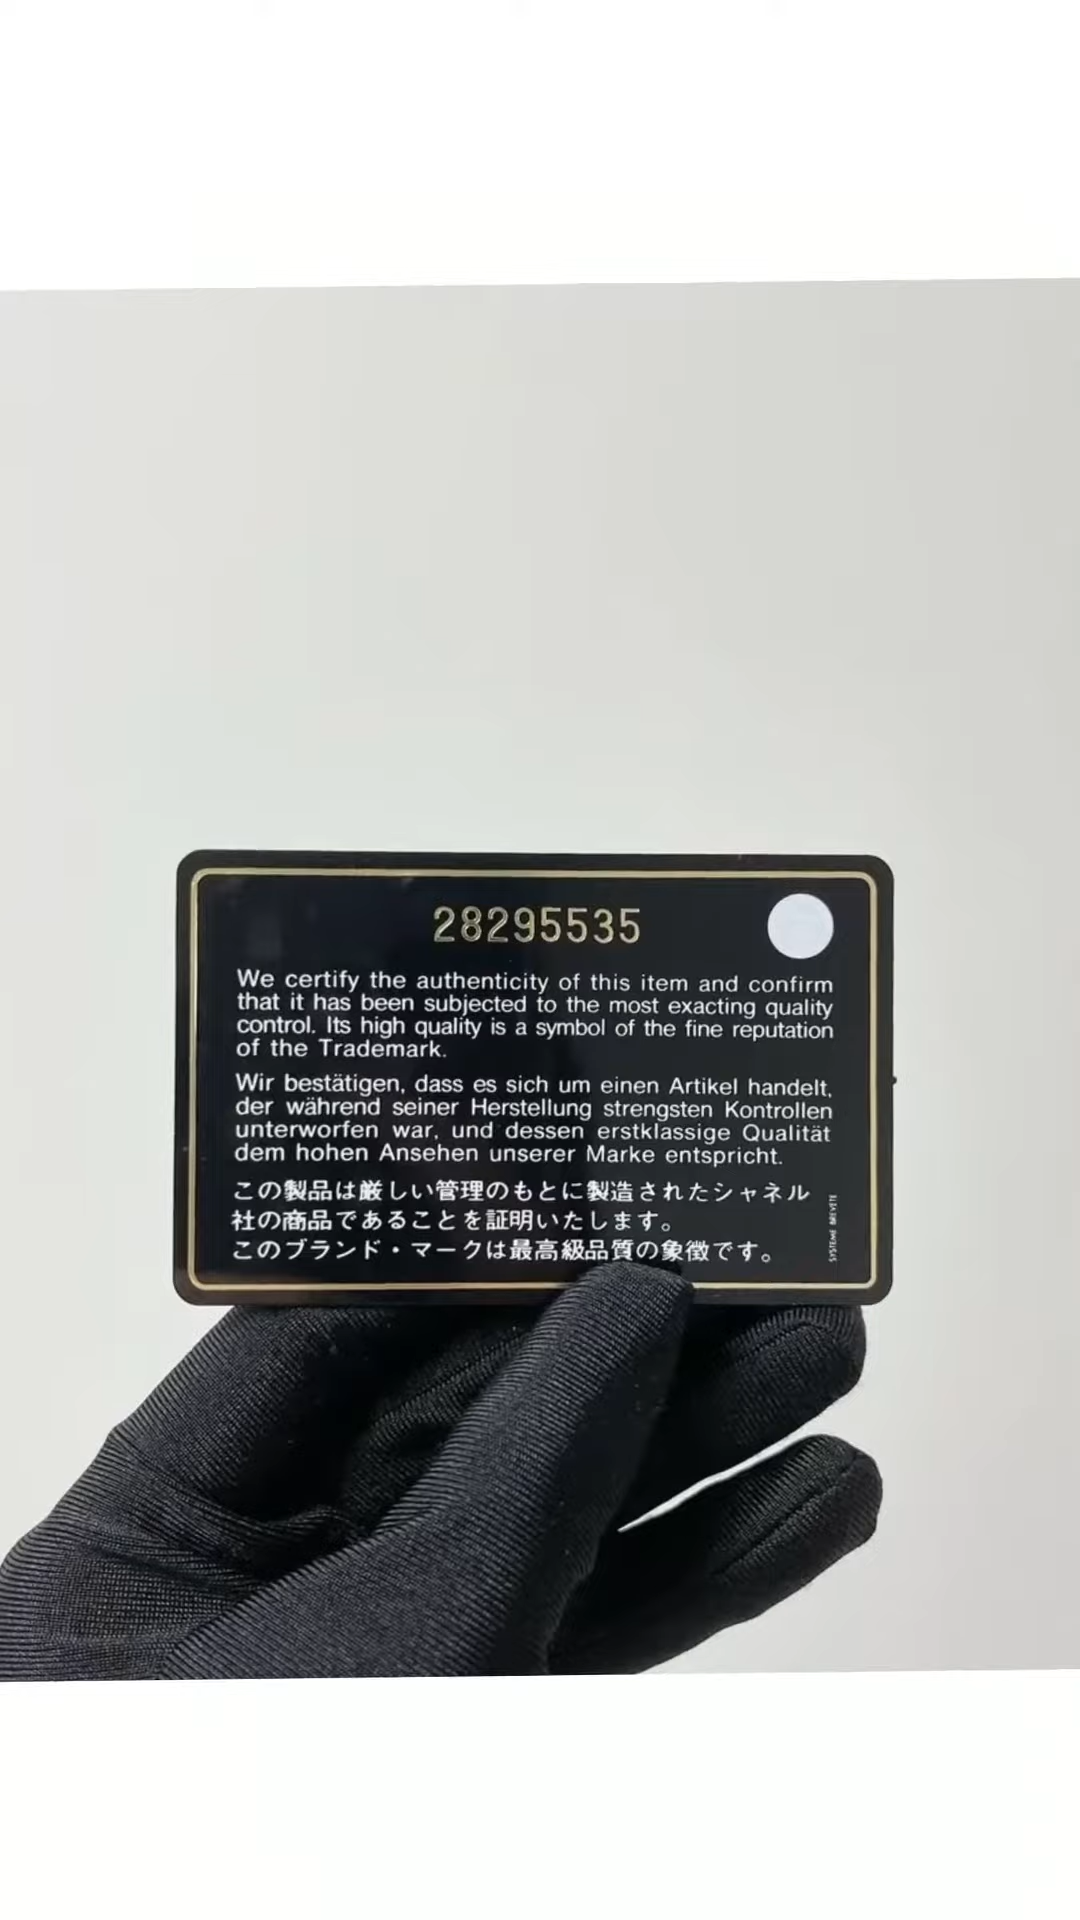 28295535
We certify the authenticity of this item and confirm
that it has been subjected to the most exacting quality
control. Its high quality is a symbol of the fine reputation
of the Trademark.
Wir bestätigen, dass es sich um einen Artikel handelt,
der während seiner Herstellung strengsten Kontrollen
unterworfen war, und dessen erstklassige Qualität
dem hohen Ansehen unserer Marke entspricht.
この製品は厳しい管理のもとに製造されたシャネル
社の商品であることを証明いたします。
このブランド・マークは最高級品質の象徴です。
SYSTEME BREVETE